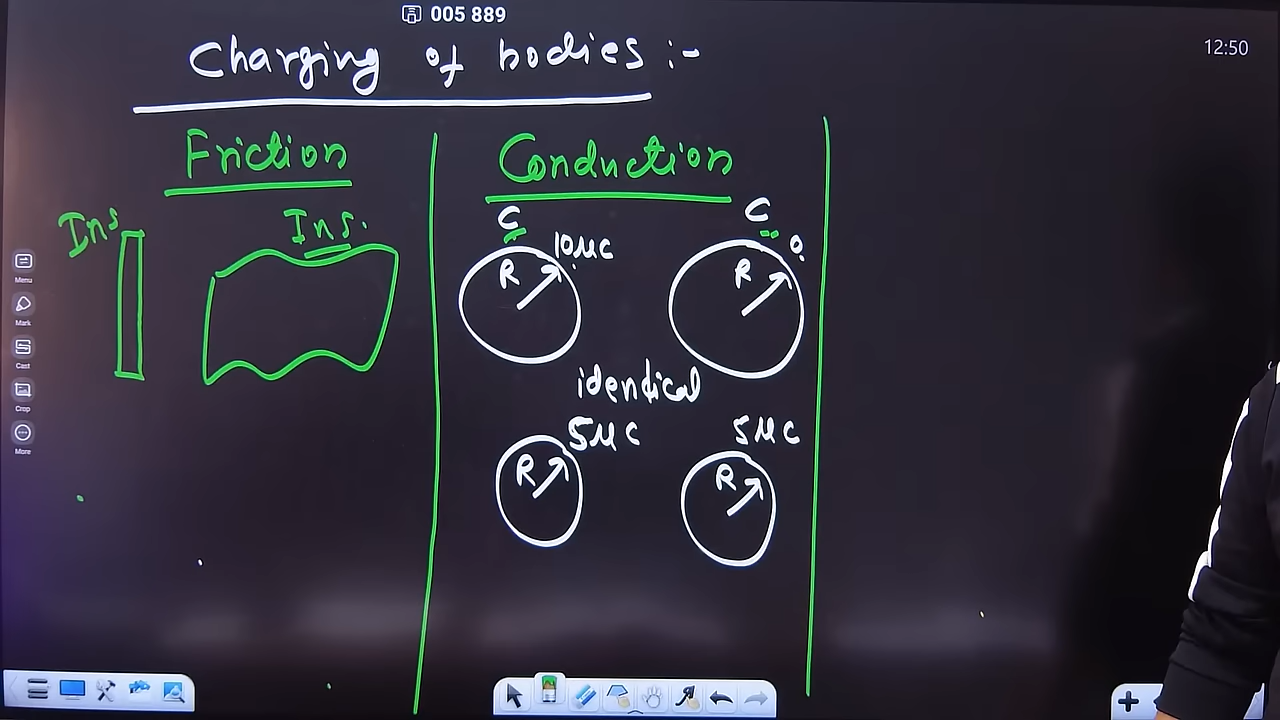 005 889
12:50
Charging of bodies :-
Friction
Ins
Ins.
Conduction
C
10μC
R
C
0
R
identical
5μC
R
5μC
R
Menu
Mark
Cast
Crop
More